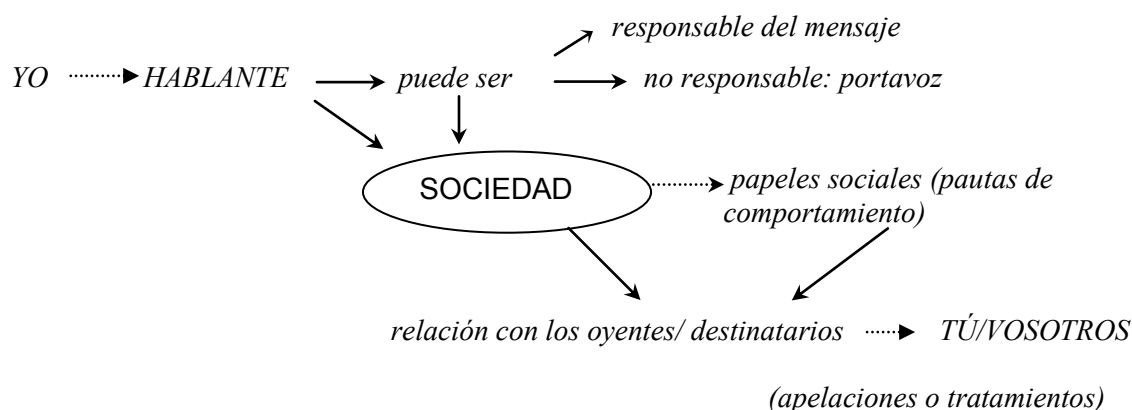 responsable del mensaje
YO HABLANTE puede ser no responsable: portavoz
SOCIEDAD papeles sociales (pautas de
comportamiento)
relación con los oyentes/ destinatarios TÚ/VOSOTROS
(apelaciones o tratamientos)